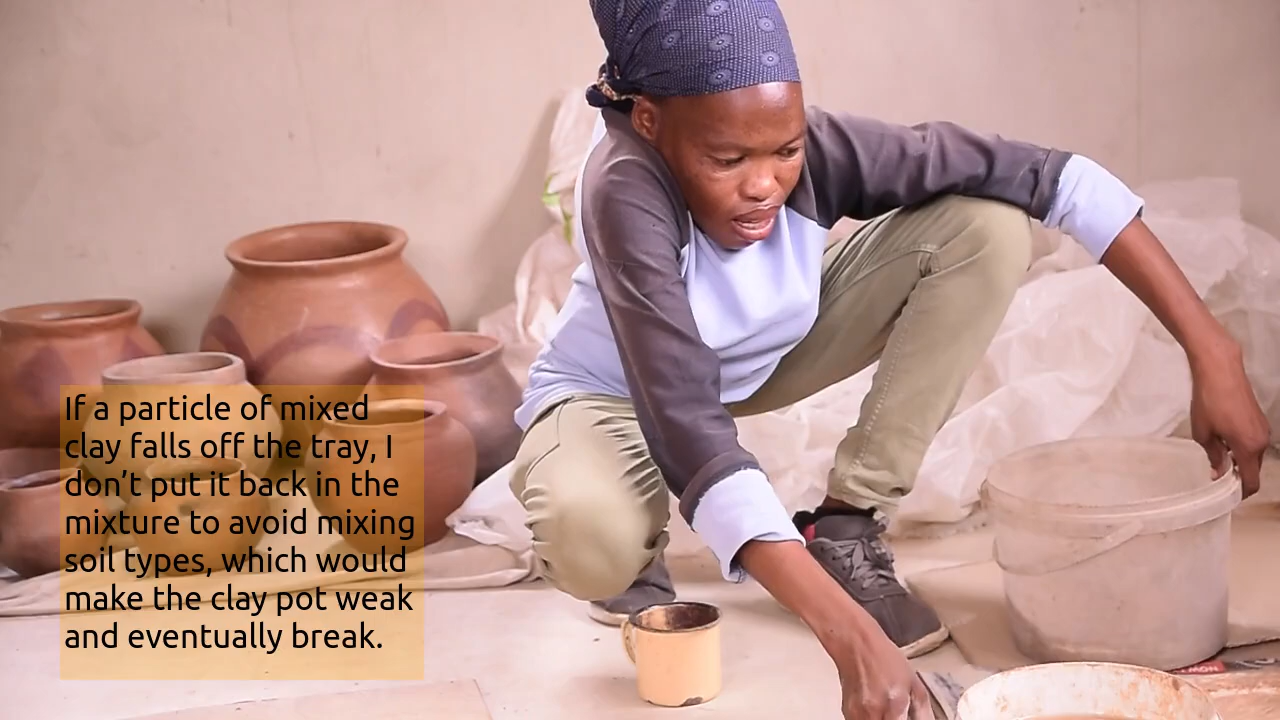 If a particle of mixed
clay falls off the tray, I
don’t put it back in the
mixture to avoid mixing
soil types, which would
make the clay pot weak
and eventually break.